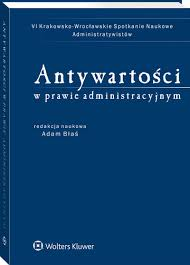 VI Krakowsko-Wrocławskie Spotkanie Naukowe
Administratywistów
Antywartości
w prawie administracyjnym
redakcja naukowa
Adam Błaś
Wolters Kluwer